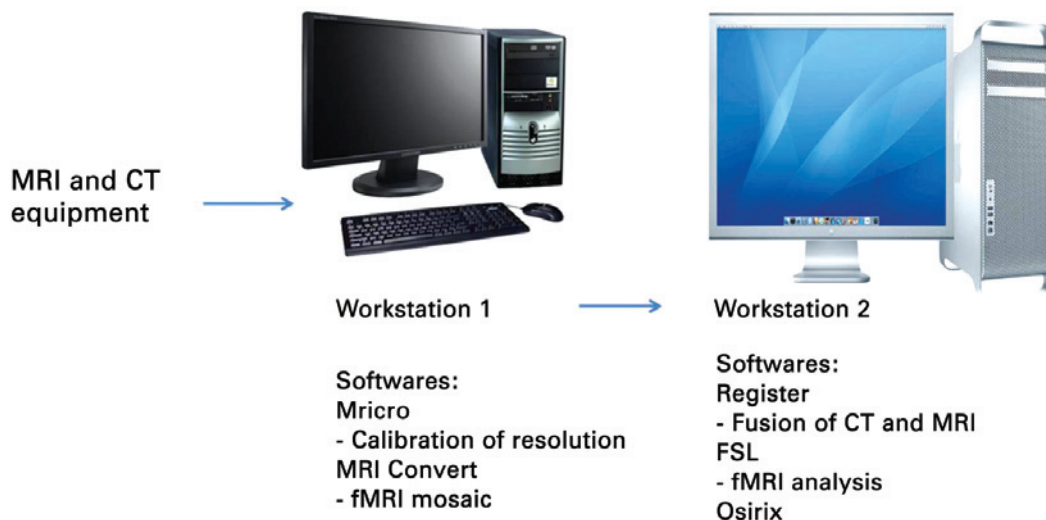 MRI and CT
equipment
Workstation 1
Softwares:
Mricro
- Calibration of resolution
MRI Convert
- fMRI mosaic
Workstation 2
Softwares:
Register
- Fusion of CT and MRI
FSL
- fMRI analysis
Osirix